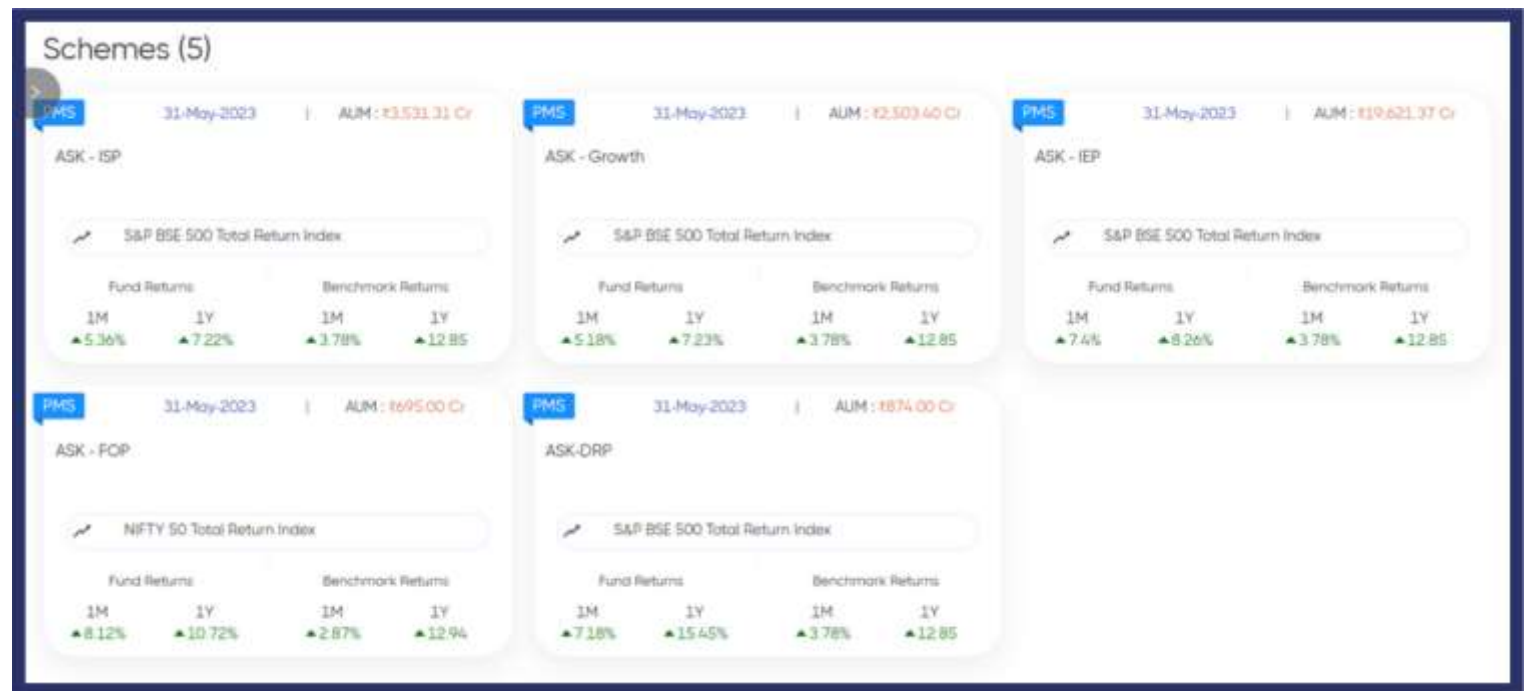 Schemes (5)
PMS 31-May-2023 | AUM : ₹3,531.31 Cr
ASK - ISP
S&P BSE 500 Total Return Index
Fund Returns Benchmark Returns
1M 1Y 1M 1Y
▲5.36% ▲7.22% ▲3.78% ▲12.85
PMS 31-May-2023 | AUM : ₹2,503.40 Cr
ASK - Growth
S&P BSE 500 Total Return Index
Fund Returns Benchmark Returns
1M 1Y 1M 1Y
▲5.18% ▲7.23% ▲3.78% ▲12.85
PMS 31-May-2023 | AUM : ₹19,621.37 Cr
ASK - IEP
S&P BSE 500 Total Return Index
Fund Returns Benchmark Returns
1M 1Y 1M 1Y
▲7.4% ▲8.26% ▲3.78% ▲12.85
PMS 31-May-2023 | AUM : ₹695.00 Cr
ASK - FOP
NIFTY 50 Total Return Index
Fund Returns Benchmark Returns
1M 1Y 1M 1Y
▲8.12% ▲10.72% ▲2.87% ▲12.94
PMS 31-May-2023 | AUM : ₹874.00 Cr
ASK-DRP
S&P BSE 500 Total Return Index
Fund Returns Benchmark Returns
1M 1Y 1M 1Y
▲7.18% ▲15.45% ▲3.78% ▲12.85